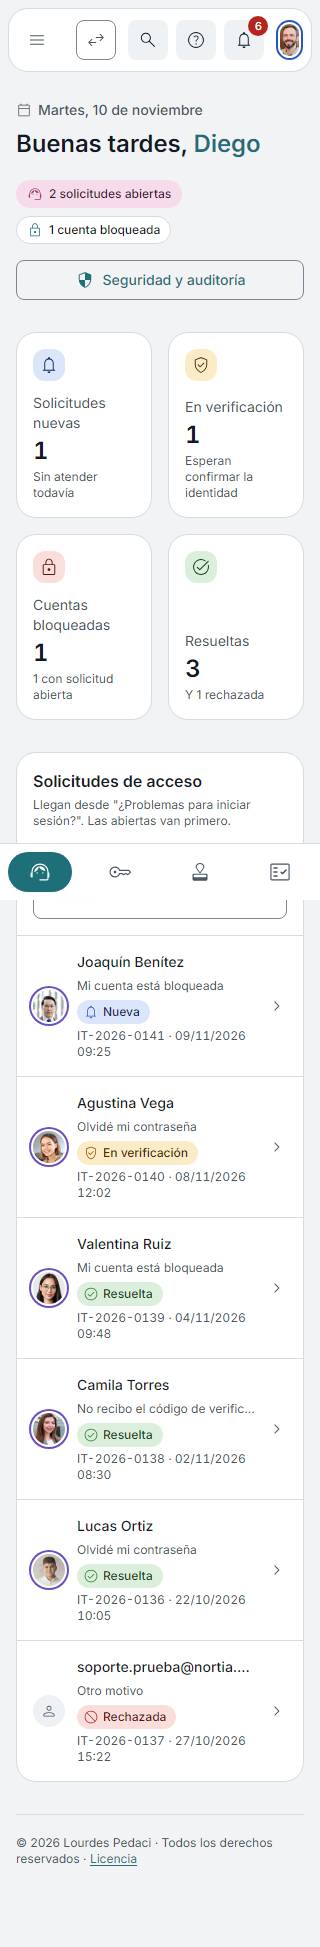 6
Martes, 10 de noviembre
Buenas tardes, Diego
2 solicitudes abiertas
1 cuenta bloqueada
Seguridad y auditoría
Solicitudes
nuevas
1
Sin atender
todavía
En verificación
1
Esperan
confirmar la
identidad
Cuentas
bloqueadas
1
1 con solicitud
abierta
Resueltas
3
Y 1 rechazada
Solicitudes de acceso
Llegan desde "¿Problemas para iniciar
sesión?". Las abiertas van primero.
Joaquín Benítez
Mi cuenta está bloqueada
Nueva
IT-2026-0141 · 09/11/2026
09:25
Agustina Vega
Olvidé mi contraseña
En verificación
IT-2026-0140 · 08/11/2026
12:02
Valentina Ruiz
Mi cuenta está bloqueada
Resuelta
IT-2026-0139 · 04/11/2026
09:48
Camila Torres
No recibo el código de verific...
Resuelta
IT-2026-0138 · 02/11/2026
08:30
Lucas Ortiz
Olvidé mi contraseña
Resuelta
IT-2026-0136 · 22/10/2026
10:05
soporte.prueba@nortia....
Otro motivo
Rechazada
IT-2026-0137 · 27/10/2026
15:22
© 2026 Lourdes Pedaci · Todos los derechos
reservados · Licencia